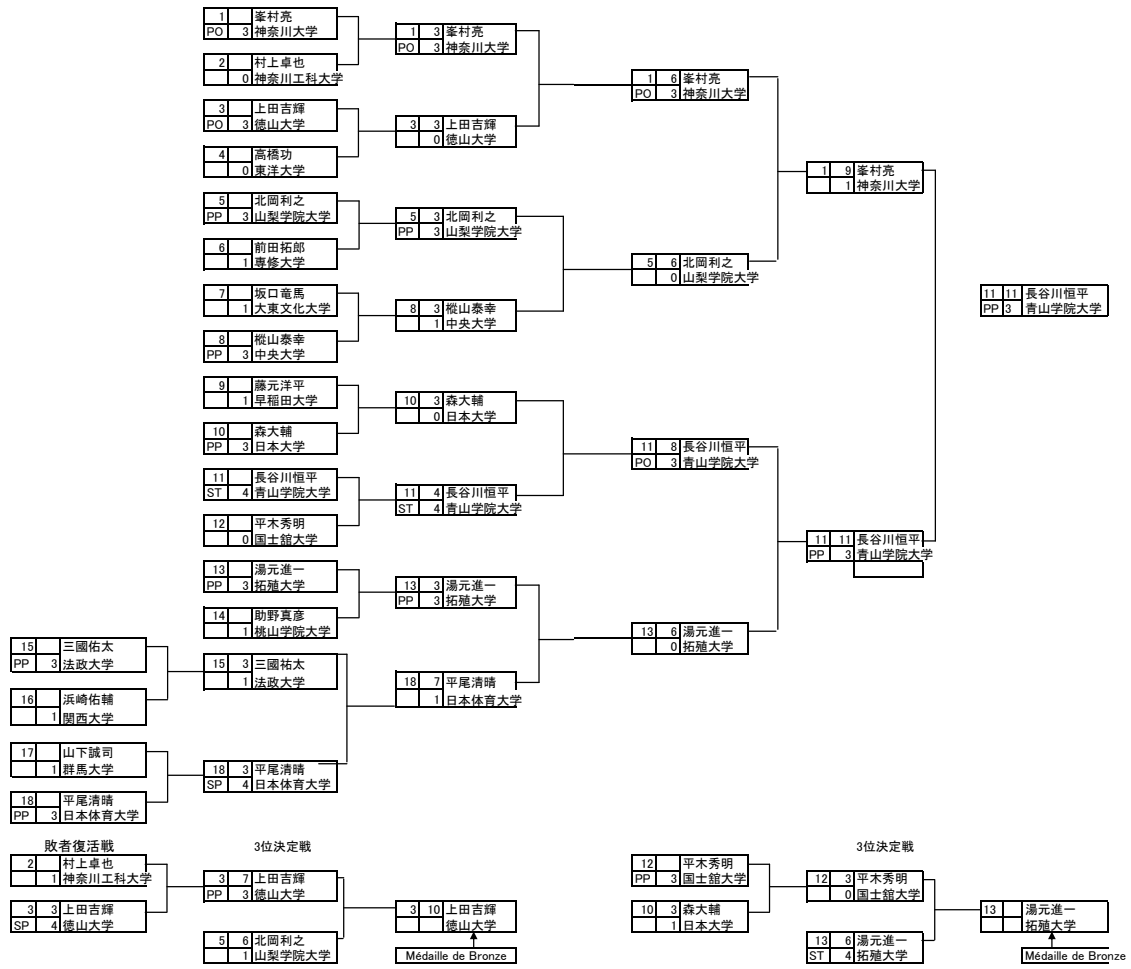 1 峯村亮
PO 3 神奈川大学
2 村上卓也
0 神奈川工科大学
3 上田吉輝
PO 3 徳山大学
4 高橋功
0 東洋大学
5 北岡利之
PP 3 山梨学院大学
6 前田拓郎
1 専修大学
7 坂口竜馬
1 大東文化大学
8 樅山泰幸
PP 3 中央大学
9 藤元洋平
1 早稲田大学
10 森大輔
PP 3 日本大学
11 長谷川恒平
ST 4 青山学院大学
12 平木秀明
0 国士舘大学
13 湯元進一
PP 3 拓殖大学
14 助野真彦
1 桃山学院大学
15 三國佑太
PP 3 法政大学
16 浜崎佑輔
1 関西大学
17 山下誠司
1 群馬大学
18 平尾清晴
PP 3 日本体育大学
15 3 三國祐太
1 法政大学
18 3 平尾清晴
SP 4 日本体育大学
1 3 峯村亮
PO 3 神奈川大学
3 3 上田吉輝
0 徳山大学
5 3 北岡利之
PP 3 山梨学院大学
8 3 樅山泰幸
1 中央大学
10 3 森大輔
0 日本大学
11 4 長谷川恒平
ST 4 青山学院大学
13 3 湯元進一
PP 3 拓殖大学
18 7 平尾清晴
1 日本体育大学
1 6 峯村亮
PO 3 神奈川大学
5 6 北岡利之
0 山梨学院大学
11 8 長谷川恒平
PO 3 青山学院大学
13 6 湯元進一
0 拓殖大学
1 9 峯村亮
1 神奈川大学
11 11 長谷川恒平
PP 3 青山学院大学
11 11 長谷川恒平
PP 3 青山学院大学
敗者復活戦
2 村上卓也
1 神奈川工科大学
3 3 上田吉輝
SP 4 徳山大学
3位決定戦
3 7 上田吉輝
PP 3 徳山大学
5 6 北岡利之
1 山梨学院大学
3 10 上田吉輝
徳山大学
Médaille de Bronze
12 平木秀明
PP 3 国士舘大学
10 3 森大輔
1 日本大学
3位決定戦
12 3 平木秀明
0 国士舘大学
13 6 湯元進一
ST 4 拓殖大学
13 湯元進一
拓殖大学
Médaille de Bronze